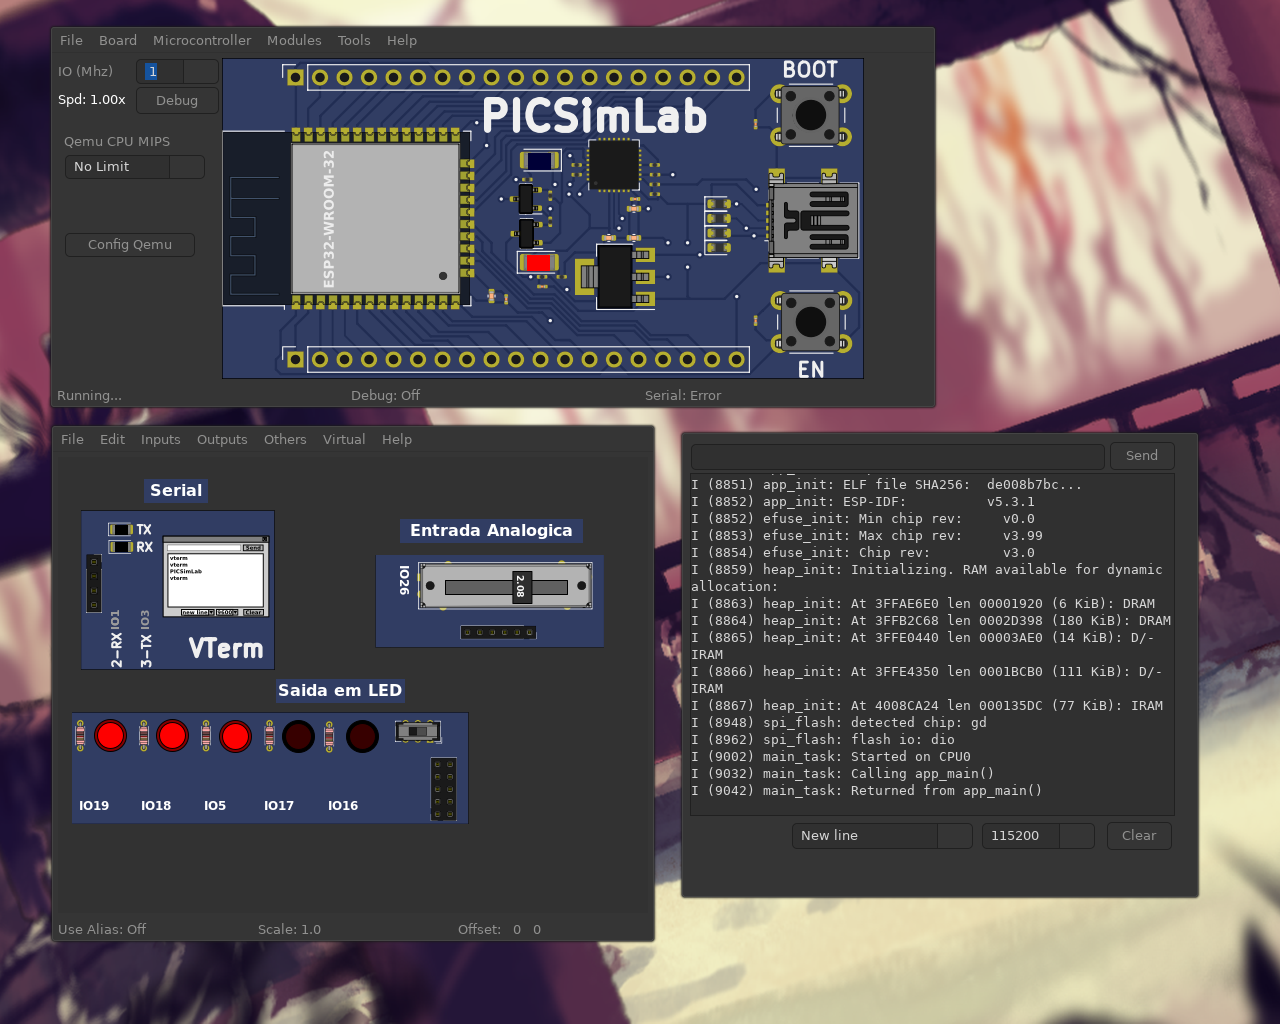 File Board Microcontroller Modules Tools Help
IO (Mhz) 1
Spd: 1.00x Debug
Qemu CPU MIPS
No Limit
Config Qemu
BOOT
PICSimLab
ESP32-WROOM-32
EN
Running... Debug: Off Serial: Error
File Edit Inputs Outputs Others Virtual Help
Serial
TX
RX
Send
vterm
vterm
PICSimLab
vterm
new line 9600 Clear
2-RX IO1
3-TX IO3
VTerm
Entrada Analogica
IO26
2.08
Saida em LED
IO19 IO18 IO5 IO17 IO16
Use Alias: Off Scale: 1.0 Offset: 0 0
Send
I (8851) app_init: ELF file SHA256: de008b7bc...
I (8852) app_init: ESP-IDF: v5.3.1
I (8852) efuse_init: Min chip rev: v0.0
I (8853) efuse_init: Max chip rev: v3.99
I (8854) efuse_init: Chip rev: v3.0
I (8859) heap_init: Initializing. RAM available for dynamic
allocation:
I (8863) heap_init: At 3FFAE6E0 len 00001920 (6 KiB): DRAM
I (8864) heap_init: At 3FFB2C68 len 0002D398 (180 KiB): DRAM
I (8865) heap_init: At 3FFE0440 len 00003AE0 (14 KiB): D/-
IRAM
I (8866) heap_init: At 3FFE4350 len 0001BCB0 (111 KiB): D/-
IRAM
I (8867) heap_init: At 4008CA24 len 000135DC (77 KiB): IRAM
I (8948) spi_flash: detected chip: gd
I (8962) spi_flash: flash io: dio
I (9002) main_task: Started on CPU0
I (9032) main_task: Calling app_main()
I (9042) main_task: Returned from app_main()
New line 115200 Clear